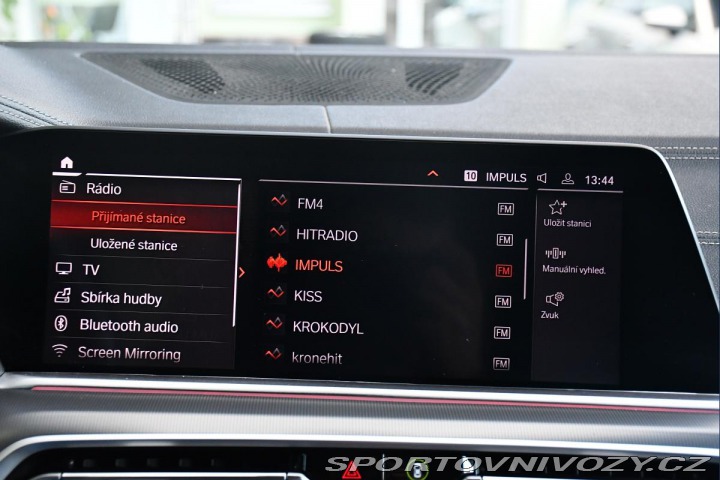 10 IMPULS 13:44
Rádio
Přijímané stanice
Uložené stanice
TV
Sbírka hudby
Bluetooth audio
Screen Mirroring
FM4 FM
HITRADIO FM
IMPULS FM
KISS FM
KROKODYL FM
kronehit FM
Uložit stanici
Manuální vyhled.
Zvuk
SPORTOVNIVOZY.CZ